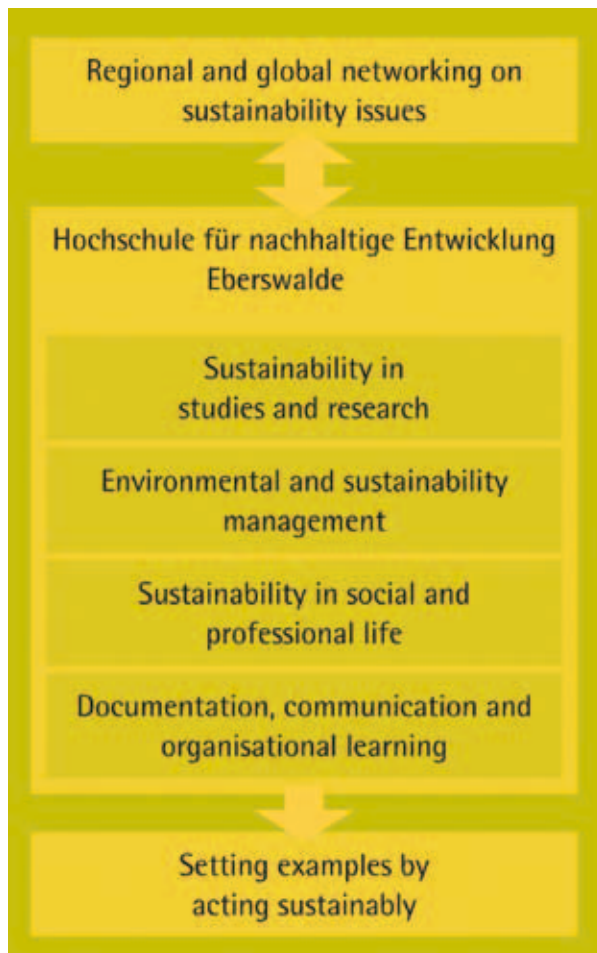 Regional and global networking on
sustainability issues
Hochschule für nachhaltige Entwicklung
Eberswalde
Sustainability in
studies and research
Environmental and sustainability
management
Sustainability in social and
professional life
Documentation, communication and
organisational learning
Setting examples by
acting sustainably